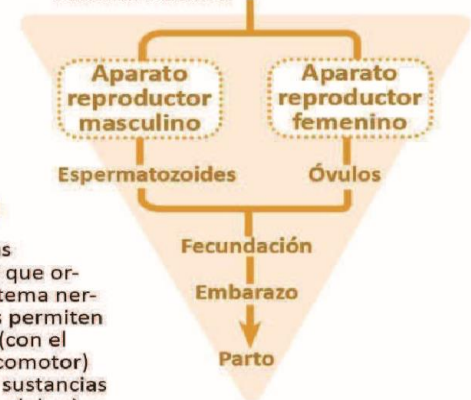 Aparato
reproductor
masculino
Aparato
reproductor
femenino
Espermatozoides
Óvulos
Fecundación
Embarazo
Parto
que or-
tema ner-
s permiten
(con el
comotor)
sustancias